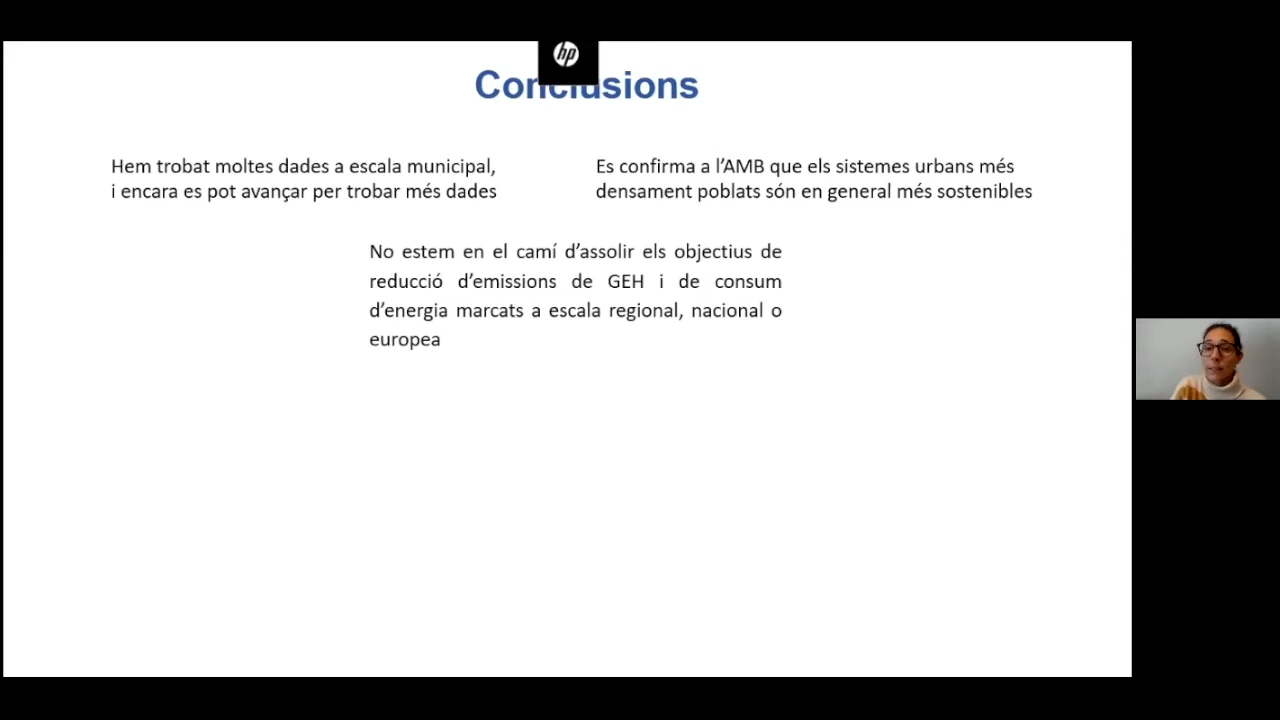 hp
Conclusions
Hem trobat moltes dades a escala municipal,
i encara es pot avançar per trobar més dades
Es confirma a l’AMB que els sistemes urbans més
densament poblats són en general més sostenibles
No estem en el camí d’assolir els objectius de
reducció d’emissions de GEH i de consum
d’energia marcats a escala regional, nacional o
europea